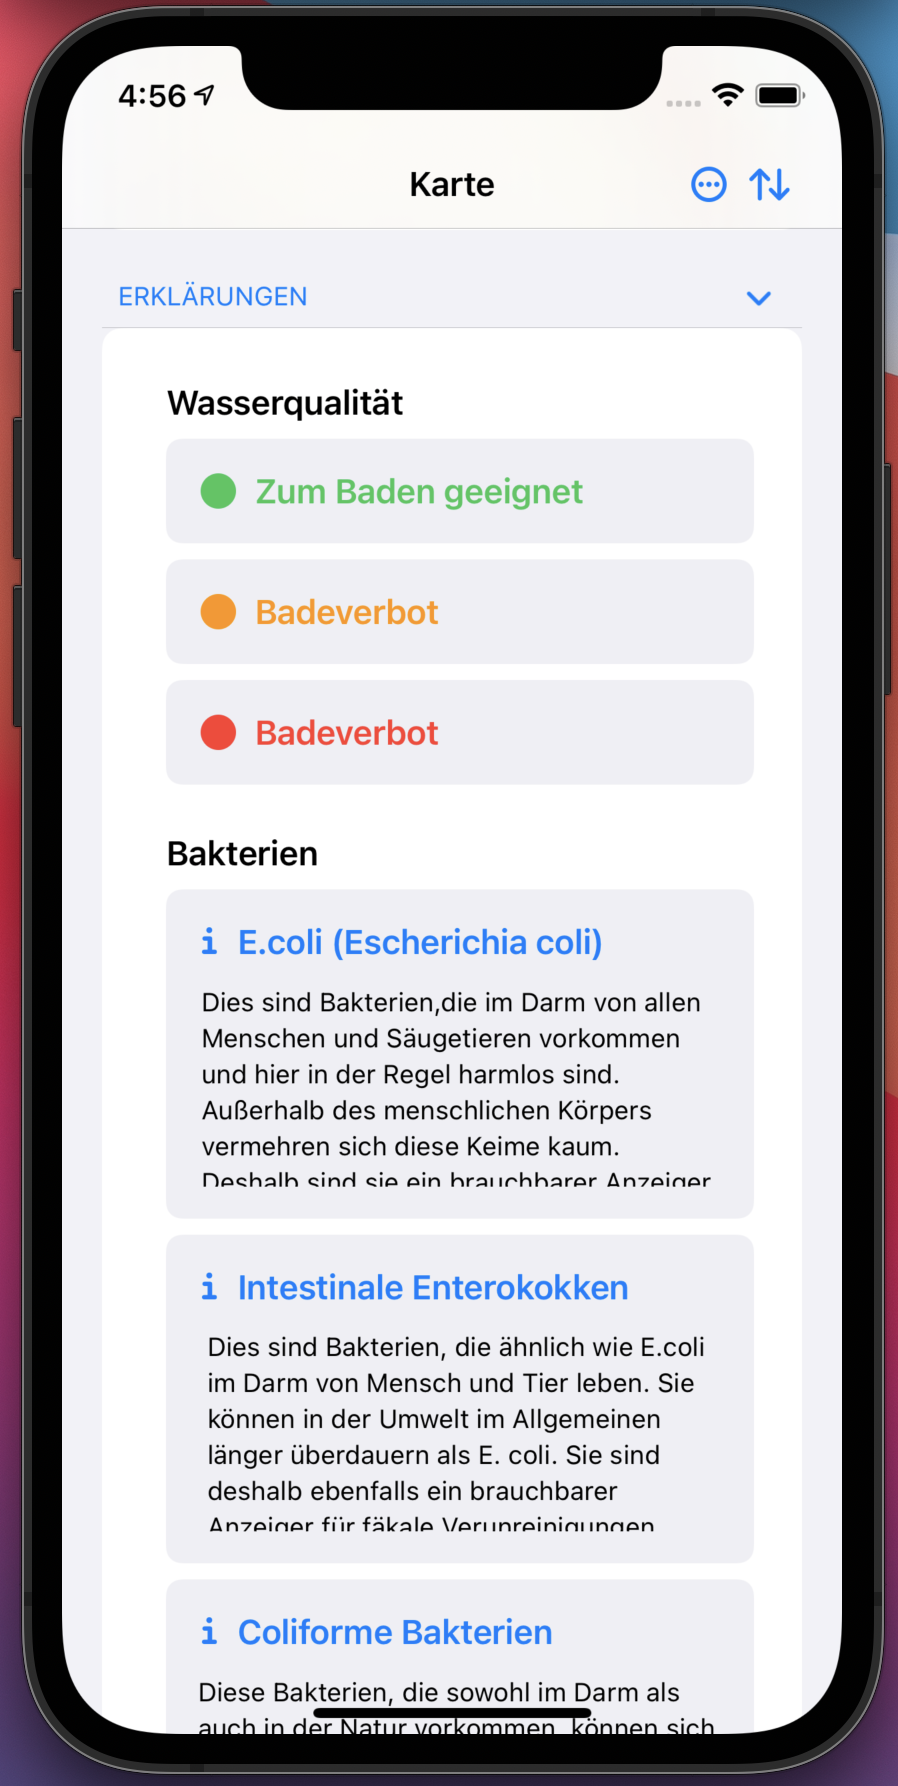 4:56
Karte
ERKLÄRUNGEN
Wasserqualität
Zum Baden geeignet
Badeverbot
Badeverbot
Bakterien
E.coli (Escherichia coli)
Dies sind Bakterien,die im Darm von allen
Menschen und Säugetieren vorkommen
und hier in der Regel harmlos sind.
Außerhalb des menschlichen Körpers
vermehren sich diese Keime kaum.
Deshalb sind sie ein brauchbarer Anzeiger
Intestinale Enterokokken
Dies sind Bakterien, die ähnlich wie E.coli
im Darm von Mensch und Tier leben. Sie
können in der Umwelt im Allgemeinen
länger überdauern als E. coli. Sie sind
deshalb ebenfalls ein brauchbarer
Anzeiger für fäkale Verunreinigungen
Coliforme Bakterien
Diese Bakterien, die sowohl im Darm als
auch in der Natur vorkommen, können sich